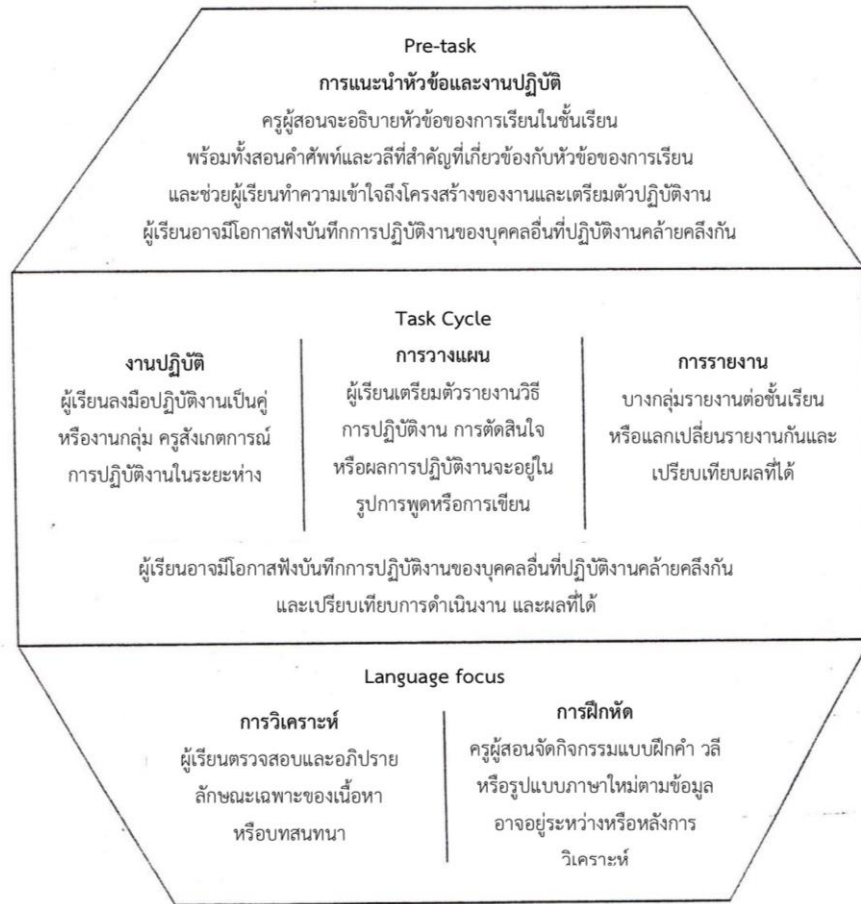 Pre-task
การแนะนำหัวข้อและงานปฏิบัติ
ครูผู้สอนจะอธิบายหัวข้อของการเรียนในชั้นเรียน
พร้อมทั้งสอนคำศัพท์และวลีที่สำคัญที่เกี่ยวข้องกับหัวข้อของการเรียน
และช่วยผู้เรียนทำความเข้าใจถึงโครงสร้างของงานและเตรียมตัวปฏิบัติงาน
ผู้เรียนอาจมีโอกาสฟังบันทึกการปฏิบัติงานของบุคคลอื่นที่ปฏิบัติงานคล้ายคลึงกัน
Task Cycle
งานปฏิบัติ
ผู้เรียนลงมือปฏิบัติงานเป็นคู่
หรืองานกลุ่ม ครูสังเกตการณ์
การปฏิบัติงานในระยะห่าง
การวางแผน
ผู้เรียนเตรียมตัวรายงานวิธี
การปฏิบัติงาน การตัดสินใจ
หรือผลการปฏิบัติงานจะอยู่ใน
รูปการพูดหรือการเขียน
การรายงาน
บางกลุ่มรายงานต่อชั้นเรียน
หรือแลกเปลี่ยนรายงานกันและ
เปรียบเทียบผลที่ได้
ผู้เรียนอาจมีโอกาสฟังบันทึกการปฏิบัติงานของบุคคลอื่นที่ปฏิบัติงานคล้ายคลึงกัน
และเปรียบเทียบการดำเนินงาน และผลที่ได้
Language focus
การวิเคราะห์
ผู้เรียนตรวจสอบและอภิปราย
ลักษณะเฉพาะของเนื้อหา
หรือบทสนทนา
การฝึกหัด
ครูผู้สอนจัดกิจกรรมแบบฝึกคำ วลี
หรือรูปแบบภาษาใหม่ตามข้อมูล
อาจอยู่ระหว่างหรือหลังการ
วิเคราะห์